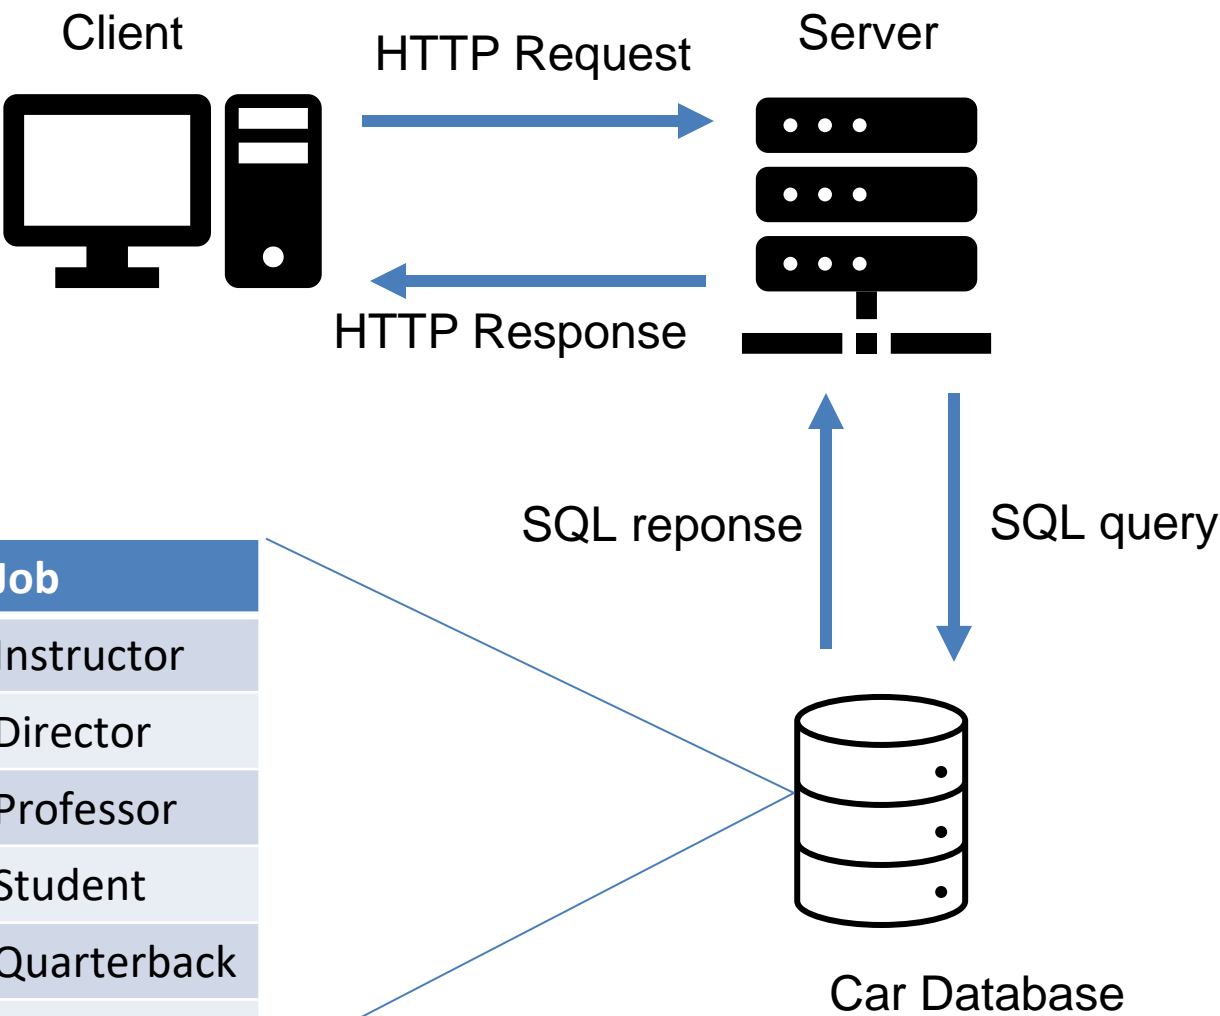 Client
HTTP Request
Server
HTTP Response
SQL reponse
SQL query
Job
Instructor
Director
Professor
Student
Quarterback
Car Database